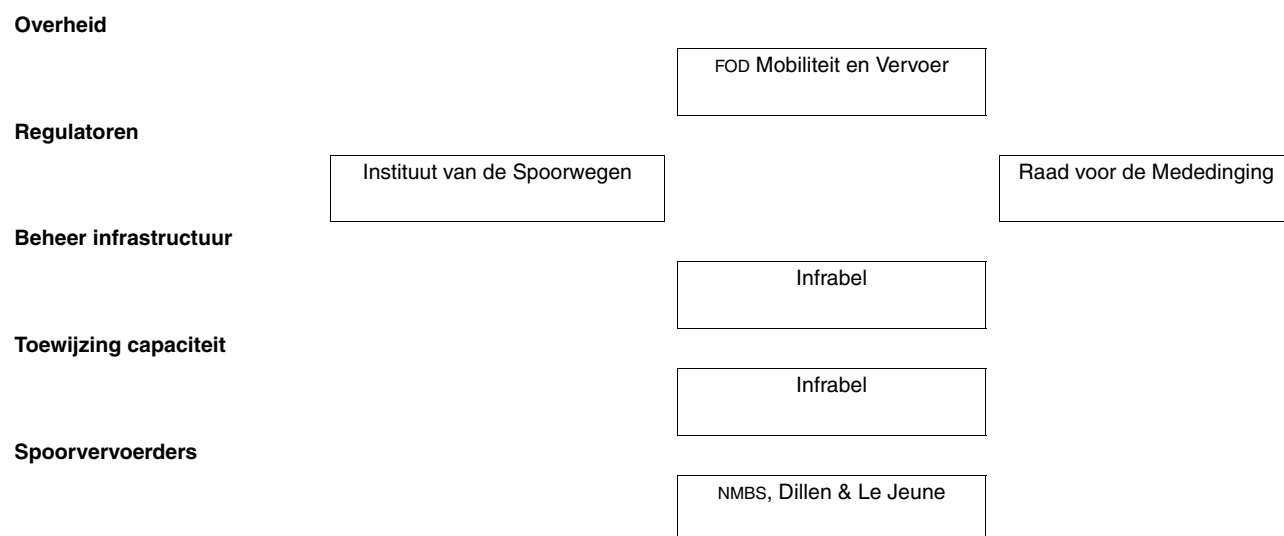 Overheid
FOD Mobiliteit en Vervoer
Regulatoren
Instituut van de Spoorwegen
Raad voor de Mededinging
Beheer infrastructuur
Infrabel
Toewijzing capaciteit
Infrabel
Spoorvervoerders
NMBS, Dillen & Le Jeune